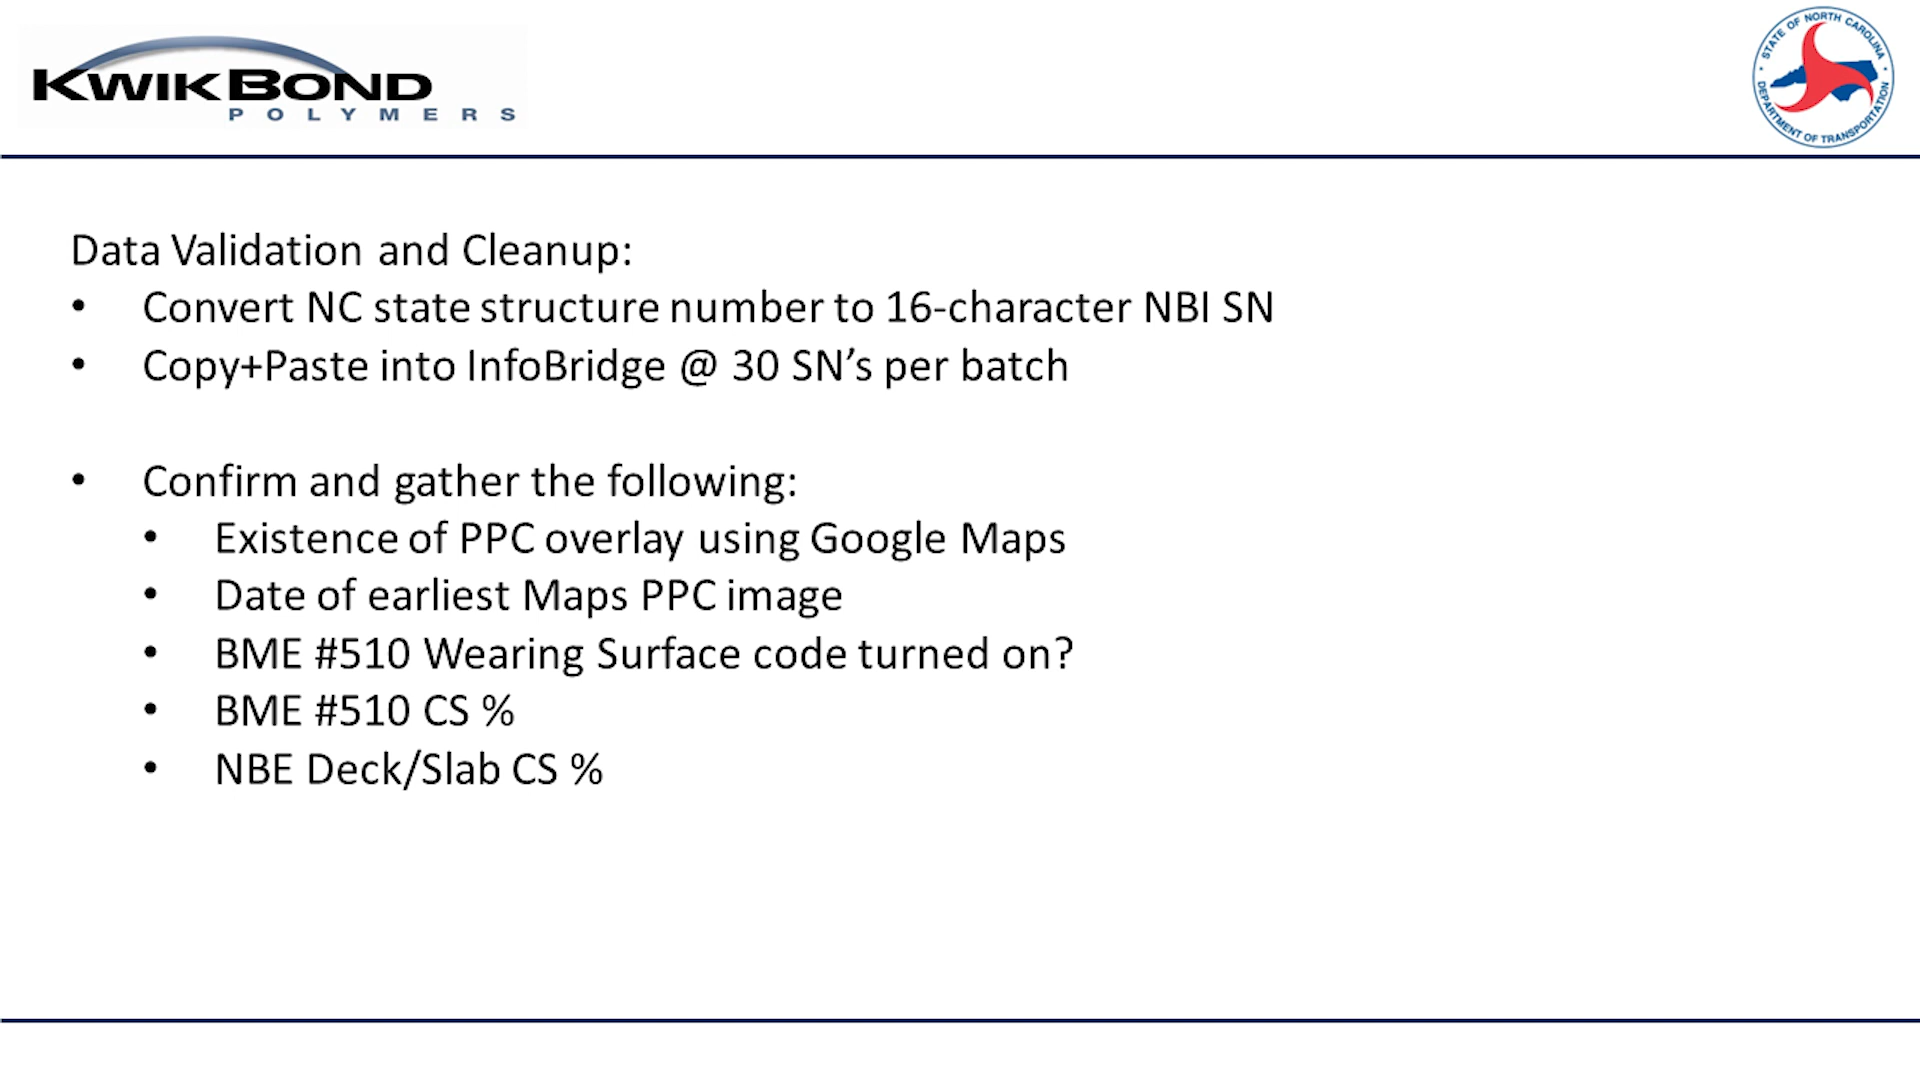 KWIK BOND
POLYMERS
STATE OF NORTH CAROLINA
DEPARTMENT OF TRANSPORTATION
Data Validation and Cleanup:
• Convert NC state structure number to 16-character NBI SN
• Copy+Paste into InfoBridge @ 30 SN’s per batch
• Confirm and gather the following:
• Existence of PPC overlay using Google Maps
• Date of earliest Maps PPC image
• BME #510 Wearing Surface code turned on?
• BME #510 CS %
• NBE Deck/Slab CS %